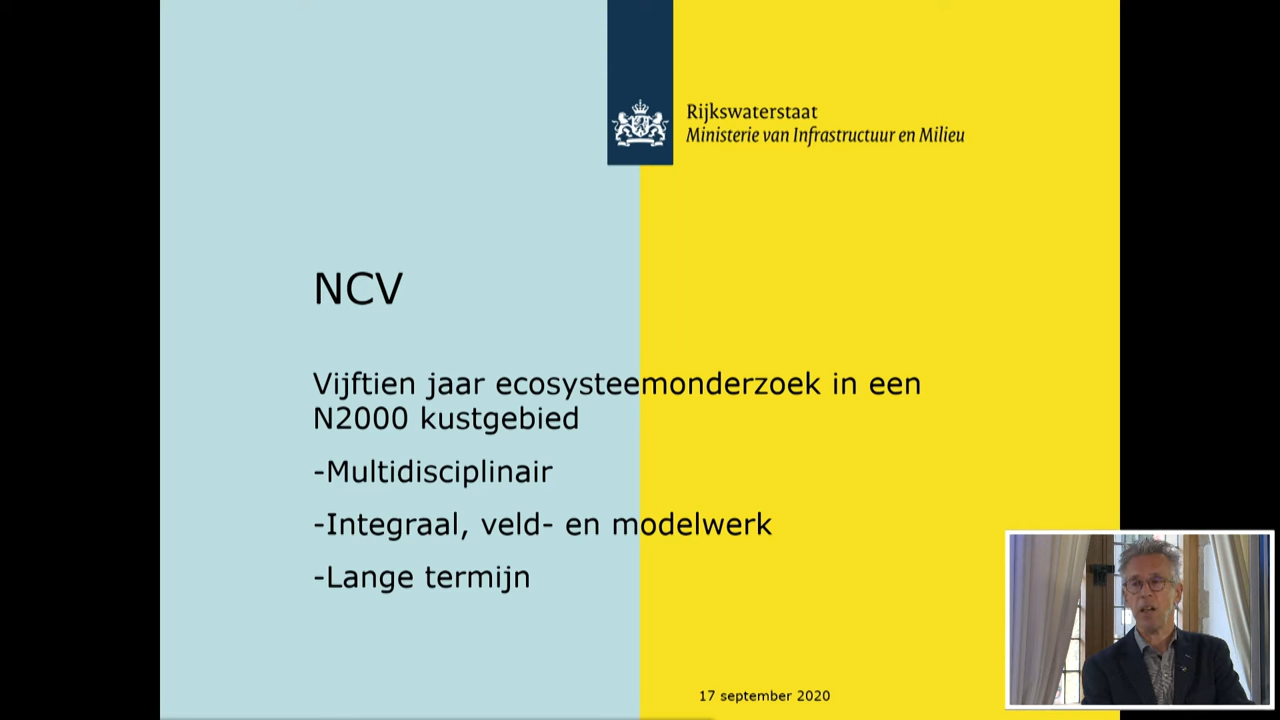 Rijkswaterstaat
Ministerie van Infrastructuur en Milieu
NCV
Vijftien jaar ecosysteemonderzoek in een
N2000 kustgebied
-Multidisciplinair
-Integraal, veld- en modelwerk
-Lange termijn
17 september 2020